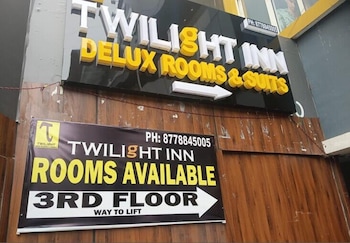 TWILIGHT INN
DELUX ROOMS & SUITS
PH: 8778845005
TWILIGHT INN
ROOMS AVAILABLE
3RD FLOOR
WAY TO LIFT